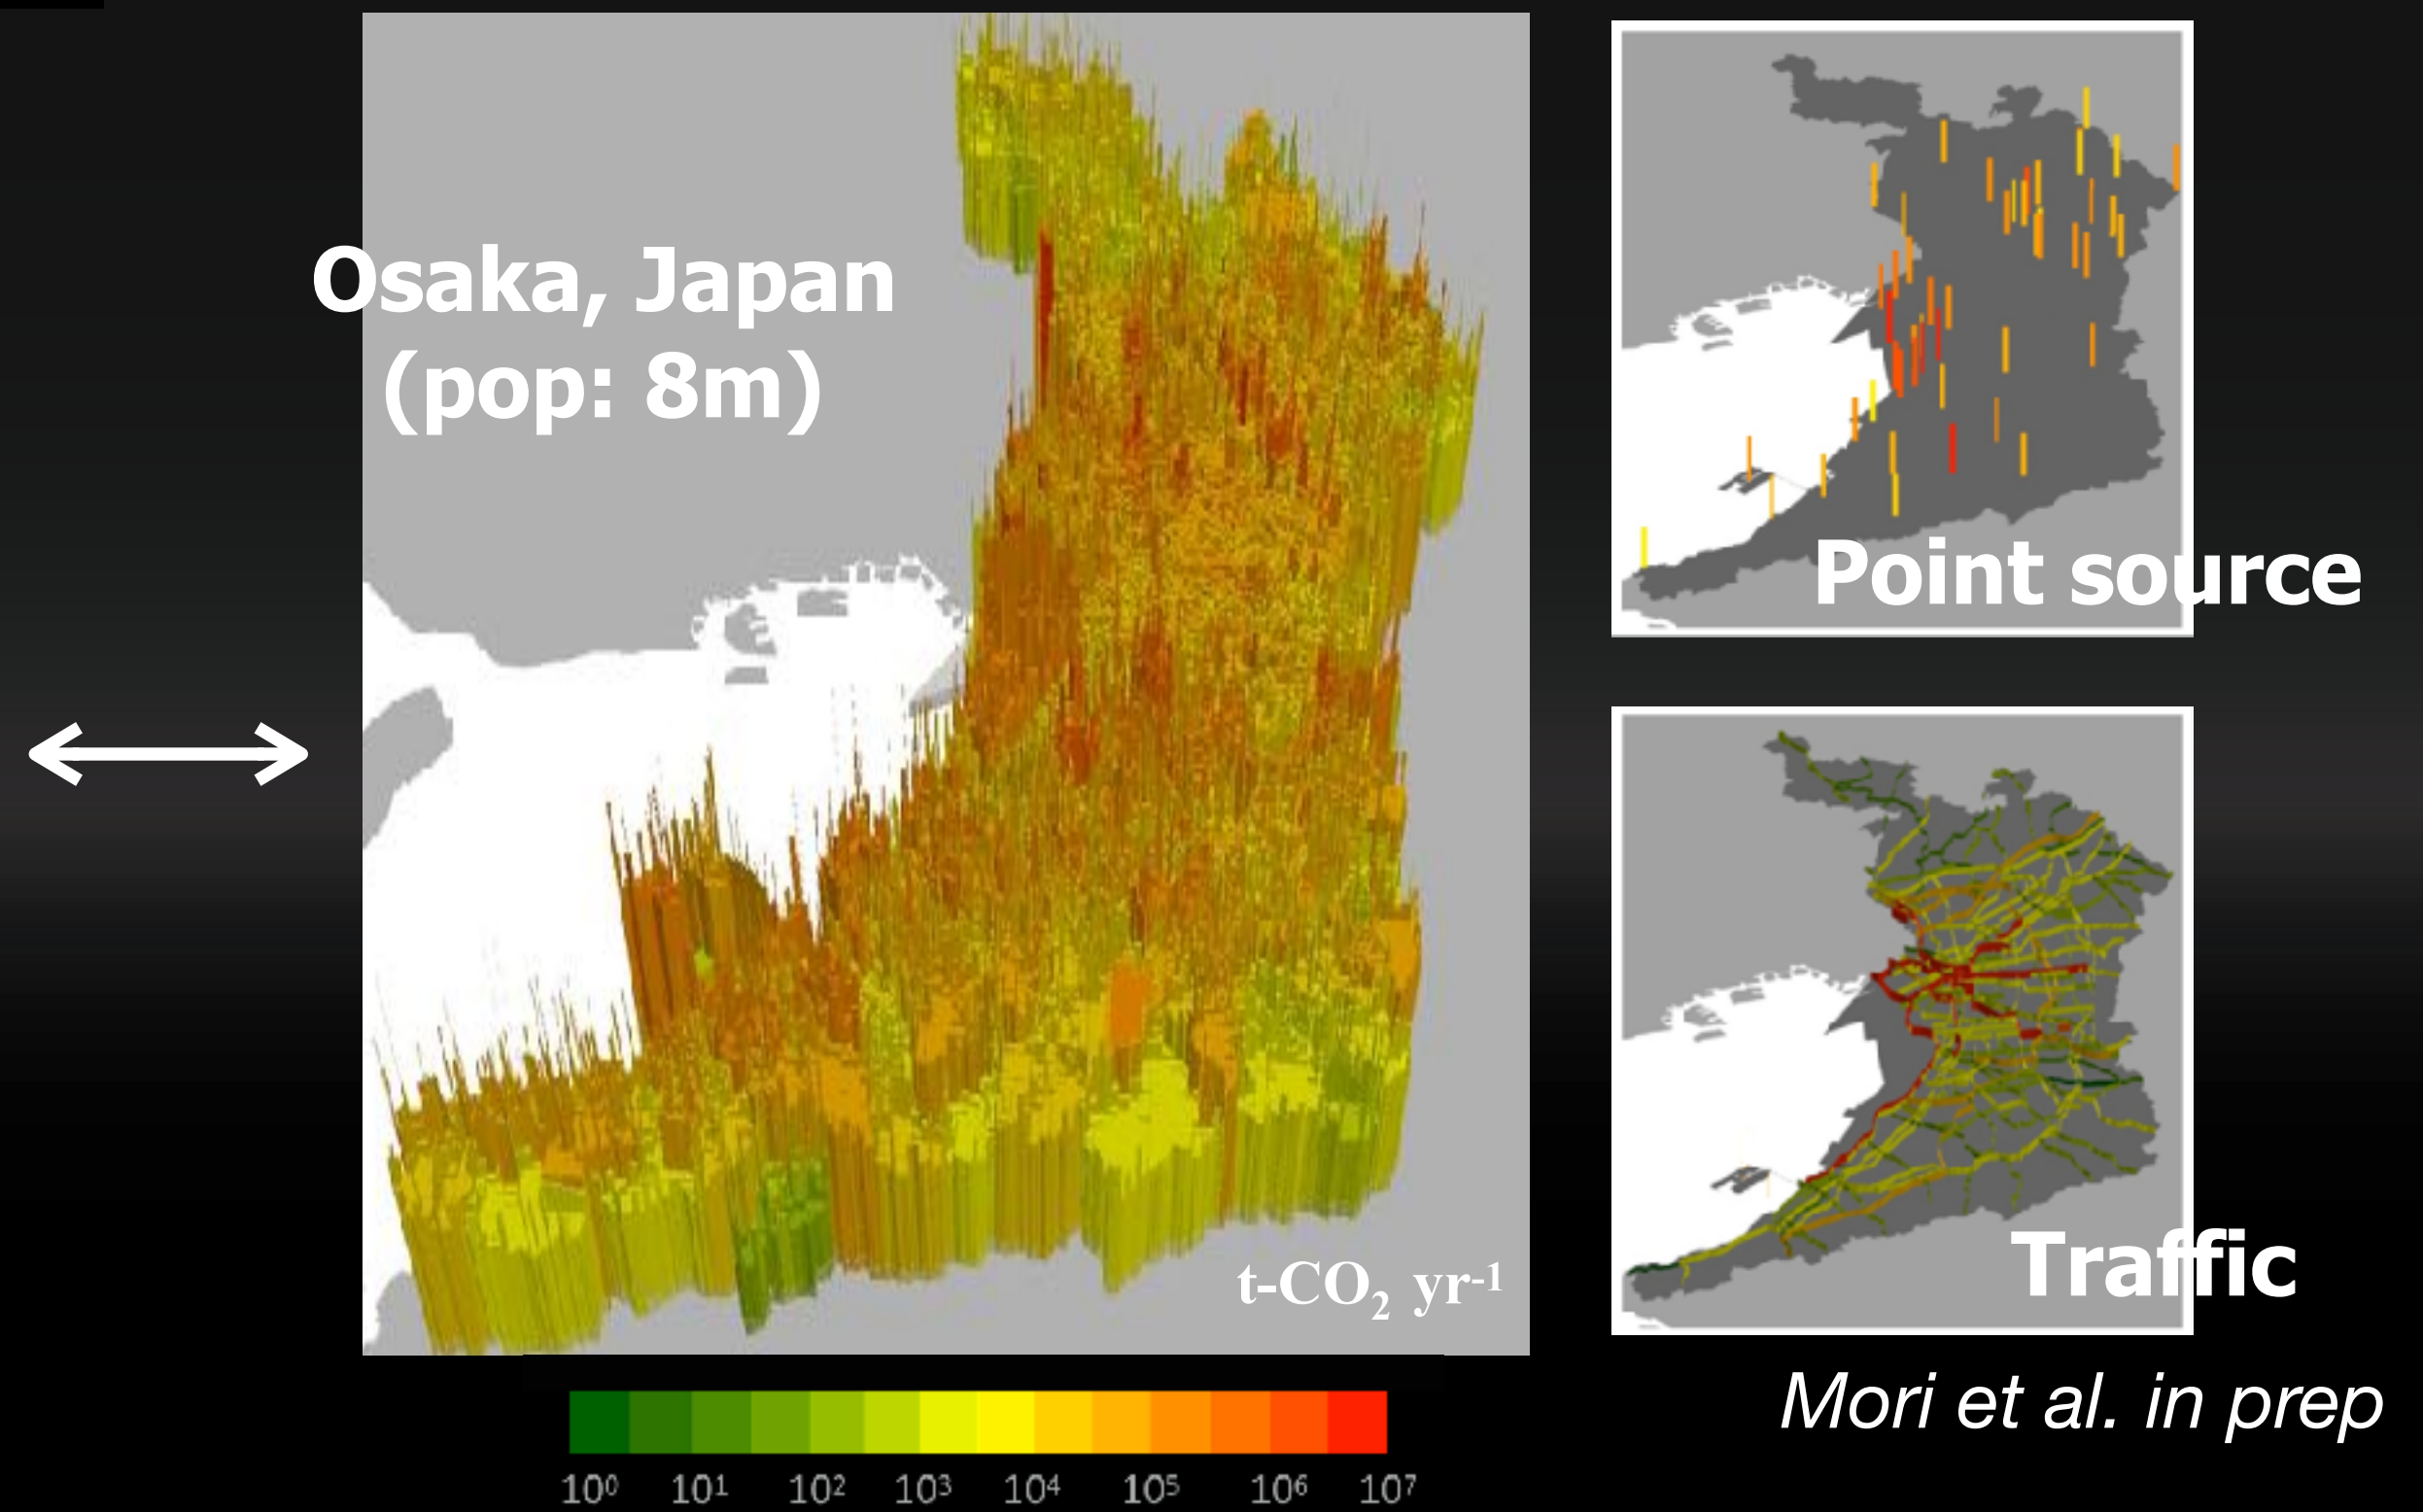 Osaka, Japan
(pop: 8m)
Point source
Traffic
t-CO₂ yr⁻¹
Mori et al. in prep
10⁰ 10¹ 10² 10³ 10⁴ 10⁵ 10⁶ 10⁷